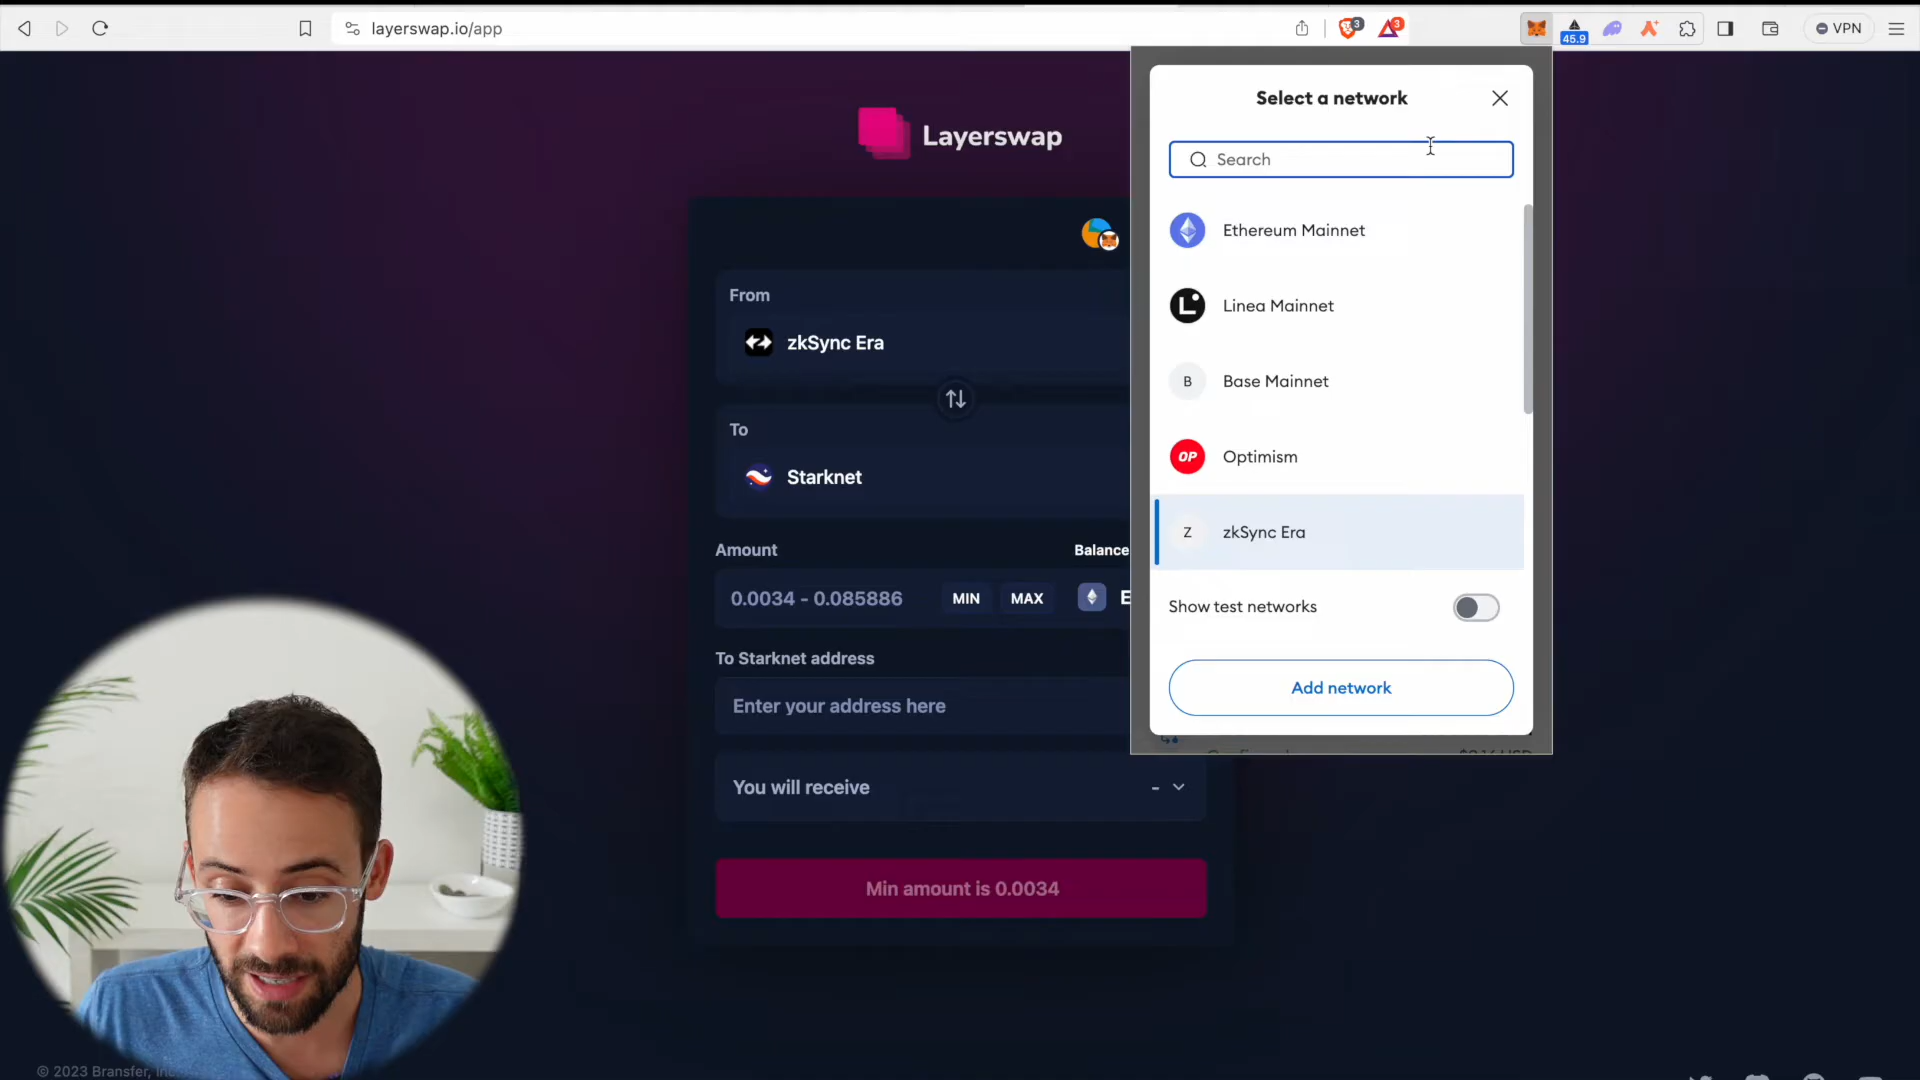 layerswap.io/app
3
3
45.9
VPN
Layerswap
From
zkSync Era
To
Starknet
Amount
Balance
0.0034 - 0.085886
MIN
MAX
E
To Starknet address
Enter your address here
You will receive
-
Min amount is 0.0034
Select a network
Search
Ethereum Mainnet
L
Linea Mainnet
B
Base Mainnet
OP
Optimism
Z
zkSync Era
Show test networks
Add network
© 2023 Bransfer,